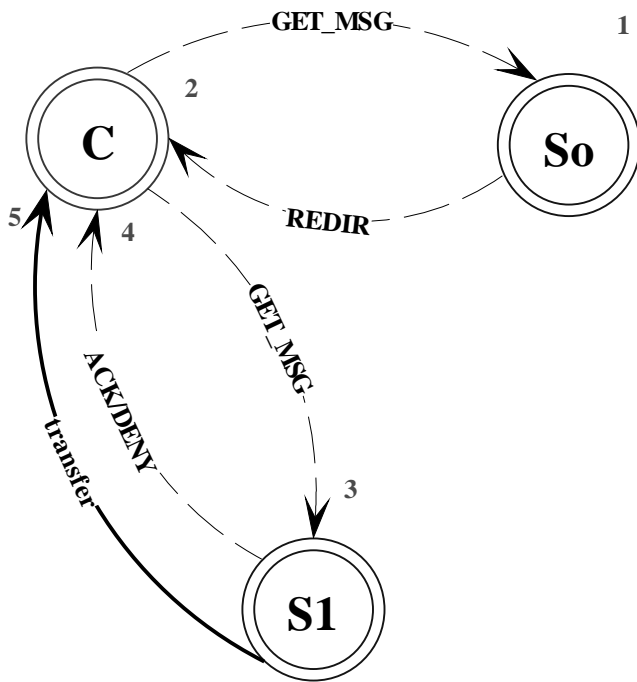 GET_MSG
1
2
C
So
REDIR
5
4
GET_MSG
ACK/DENY
transfer
3
S1